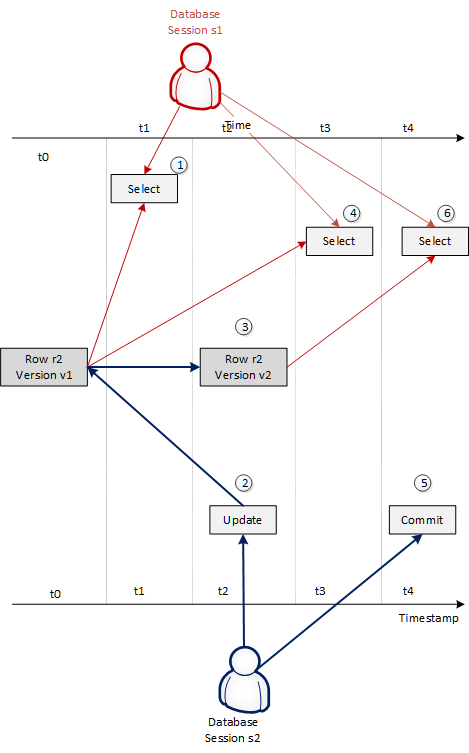 Database
Session s1
t1
t2
Time
t3
t4
t0
1
Select
4
6
Select
Select
3
Row r2
Version v1
Row r2
Version v2
2
5
Update
Commit
t0
t1
t2
t3
t4
Timestamp
Database
Session s2